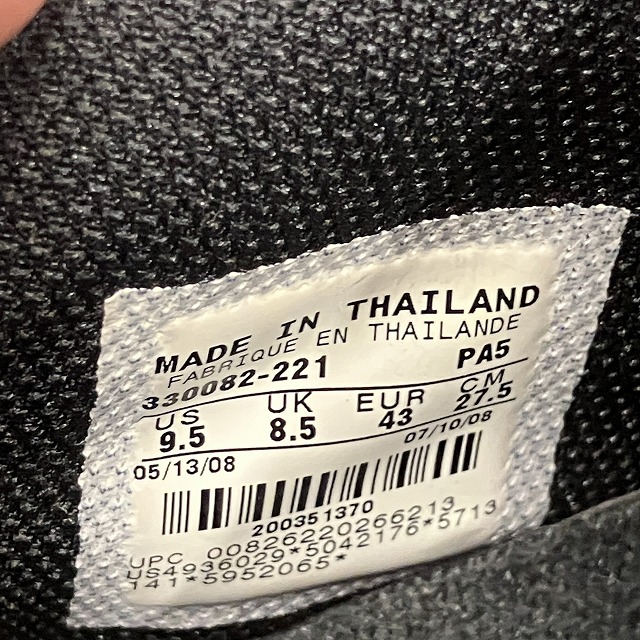 MADE IN THAILAND
FABRIQUE EN THAILANDE
330082-221 PA5
US UK EUR CM
9.5 8.5 43 27.5
05/13/08 07/10/08
200351370
UPC 00826220266213
US4936029*5042176*5713
141*5952065*